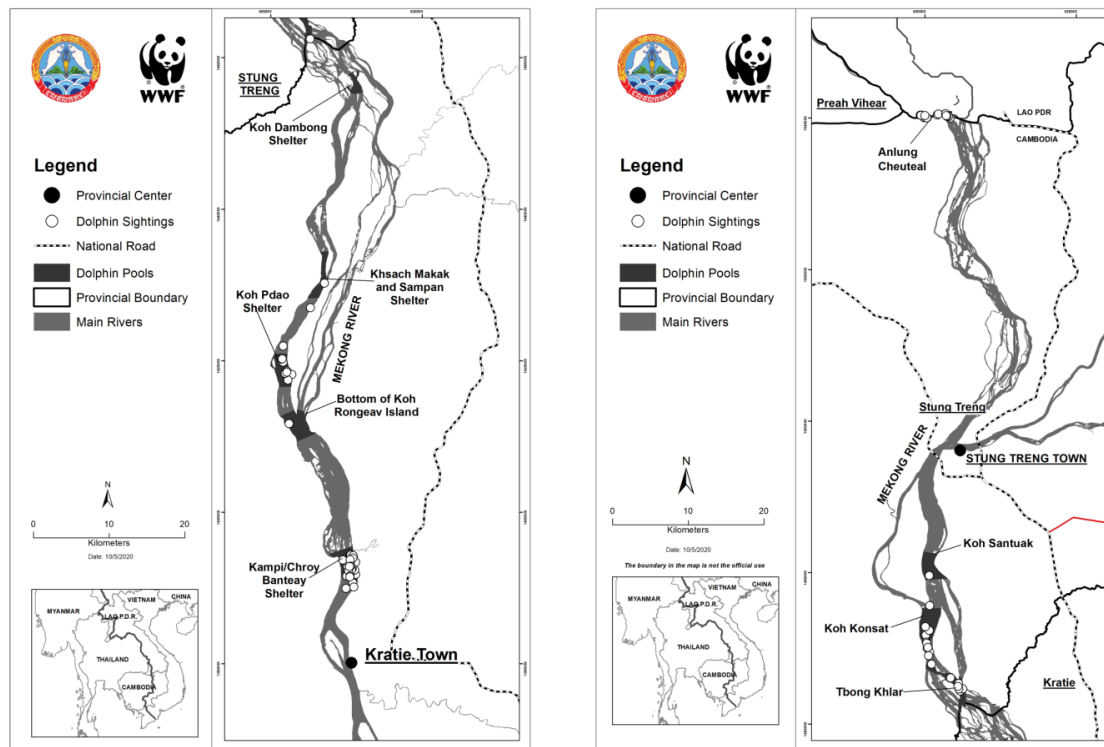 WWF
Legend
Provincial Center
Dolphin Sightings
National Road
Dolphin Pools
Provincial Boundary
Main Rivers
N
0 10 20
Kilometers
Date: 10/5/2020
MYANMAR
VIETNAM
CHINA
LAO P.D.R.
THAILAND
CAMBODIA
STUNG
TRENG
Koh Dambong
Shelter
Khsach Makak
and Sampan
Shelter
Koh Pdao
Shelter
MEKONG RIVER
Bottom of Koh
Rongeav Island
Kampi/Chroy
Banteay
Shelter
Kratie Town
WWF
Legend
Provincial Center
Dolphin Sightings
National Road
Dolphin Pools
Provincial Boundary
Main Rivers
N
0 10 20
Kilometers
Date: 10/5/2020
The boundary in the map is not the official use
MYANMAR
VIETNAM
CHINA
LAO P.D.R.
THAILAND
CAMBODIA
Preah Vihear
LAO PDR
CAMBODIA
Anlung
Cheuteal
Stung Treng
MEKONG RIVER
STUNG TRENG TOWN
Koh Santuak
Koh Konsat
Tbong Khlar
Kratie